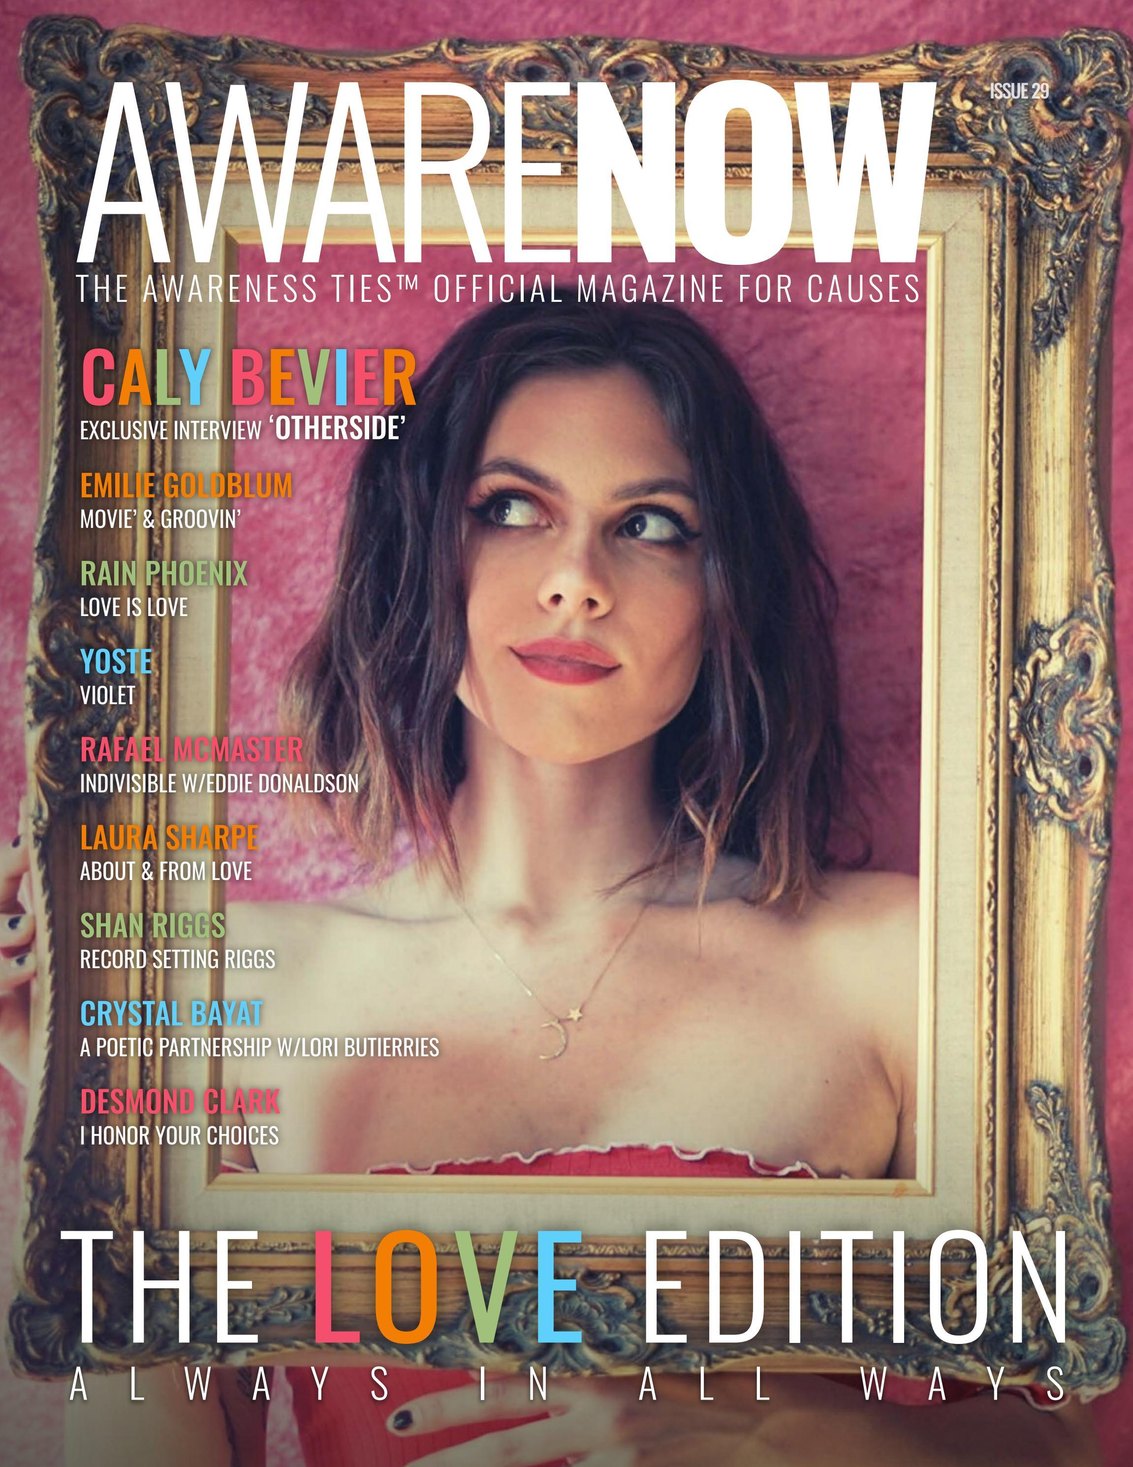 AWARENOW
ISSUE 29
THE AWARENESS TIES™ OFFICIAL MAGAZINE FOR CAUSES
CALY BEVIER
EXCLUSIVE INTERVIEW ‘OTHERSIDE’
EMILIE GOLDBLUM
MOVIE’ & GROOVIN’
RAIN PHOENIX
LOVE IS LOVE
YOSTE
VIOLET
RAFAEL MCMASTER
INDIVISIBLE W/EDDIE DONALDSON
LAURA SHARPE
ABOUT & FROM LOVE
SHAN RIGGS
RECORD SETTING RIGGS
CRYSTAL BAYAT
A POETIC PARTNERSHIP W/LORI BUTIERRIES
DESMOND CLARK
I HONOR YOUR CHOICES
THE LOVE EDITION
ALWAYS IN ALL WAYS